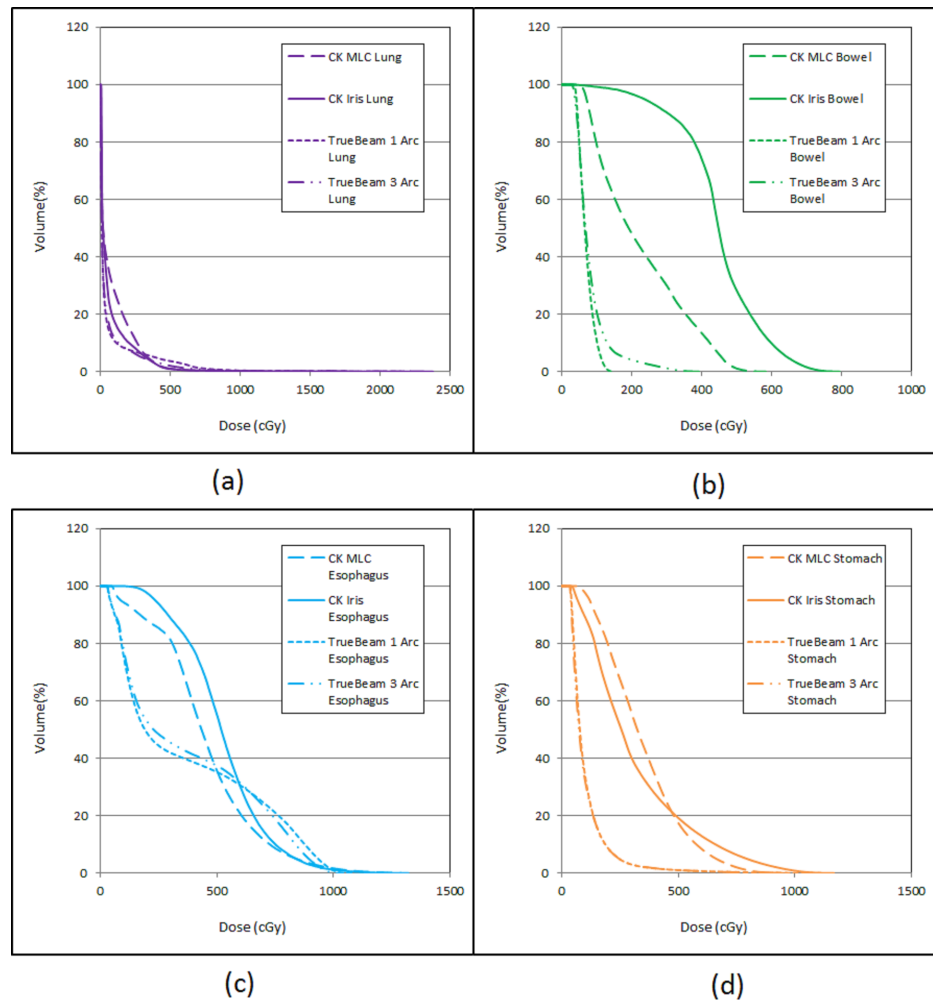 120
100
80
60
40
20
0
Volume(%)
0 500 1000 1500 2000 2500
Dose (cGy)
CK MLC Lung
CK Iris Lung
TrueBeam 1 Arc
Lung
TrueBeam 3 Arc
Lung
(a)
120
100
80
60
40
20
0
Volume(%)
0 200 400 600 800 1000
Dose (cGy)
CK MLC Bowel
CK Iris Bowel
TrueBeam 1 Arc
Bowel
TrueBeam 3 Arc
Bowel
(b)
120
100
80
60
40
20
0
Volume(%)
0 500 1000 1500
Dose (cGy)
CK MLC
Esophagus
CK Iris
Esophagus
TrueBeam 1 Arc
Esophagus
TrueBeam 3 Arc
Esophagus
(c)
120
100
80
60
40
20
0
Volume(%)
0 500 1000 1500
Dose (cGy)
CK MLC Stomach
CK Iris Stomach
TrueBeam 1 Arc
Stomach
TrueBeam 3 Arc
Stomach
(d)